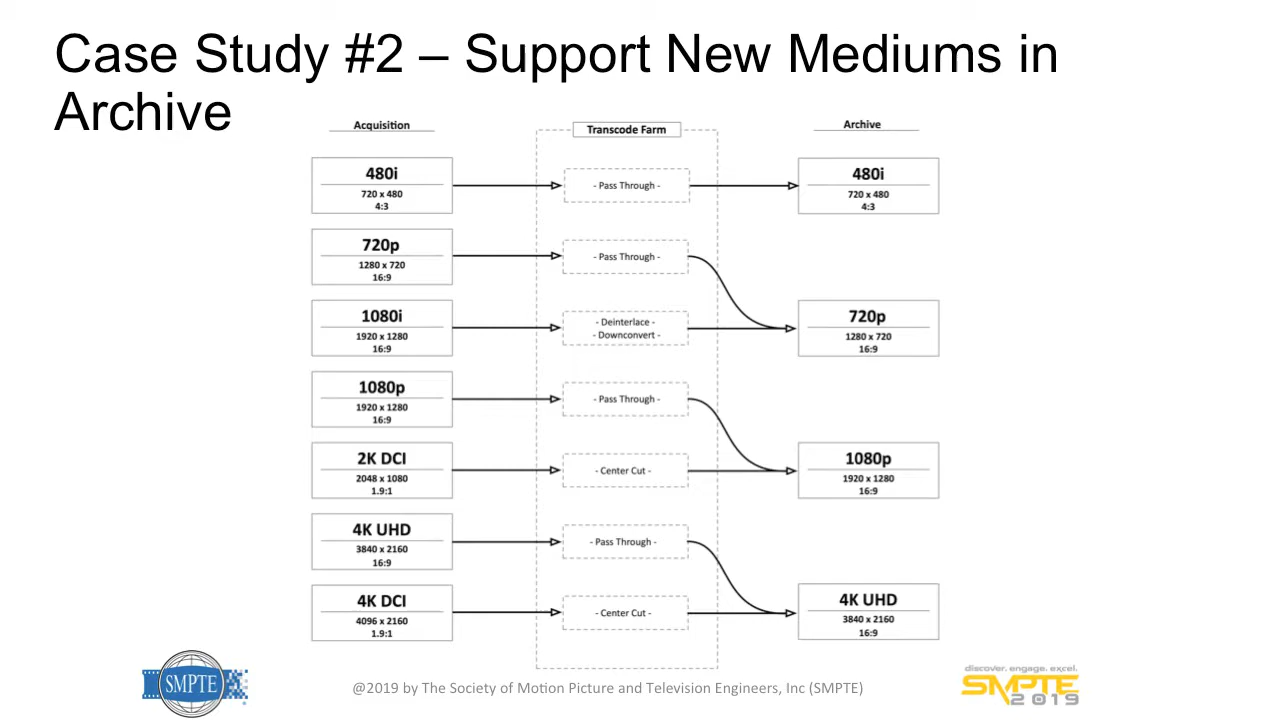 Case Study #2 – Support New Mediums in
Archive
Acquisition
Transcode Farm
Archive
480i
720 x 480
4:3
- Pass Through -
480i
720 x 480
4:3
720p
1280 x 720
16:9
- Pass Through -
1080i
1920 x 1280
16:9
- Deinterlace -
- Downconvert -
720p
1280 x 720
16:9
1080p
1920 x 1280
16:9
- Pass Through -
2K DCI
2048 x 1080
1.9:1
- Center Cut -
1080p
1920 x 1280
16:9
4K UHD
3840 x 2160
16:9
- Pass Through -
4K DCI
4096 x 2160
1.9:1
- Center Cut -
4K UHD
3840 x 2160
16:9
SMPTE
@2019 by The Society of Motion Picture and Television Engineers, Inc (SMPTE)
discover. engage. excel.
SMPTE
2019